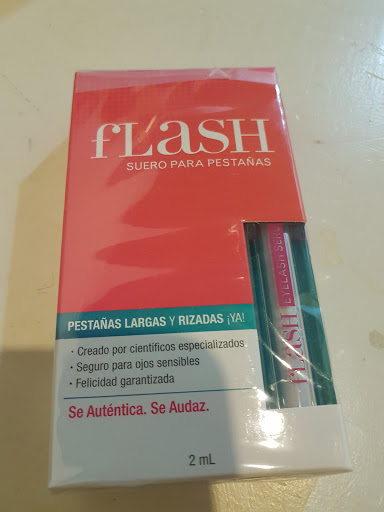 fLaSH
SUERO PARA PESTAÑAS
PESTAÑAS LARGAS Y RIZADAS ¡YA!
• Creado por científicos especializados
• Seguro para ojos sensibles
• Felicidad garantizada
Se Auténtica. Se Audaz.
2 mL
fLaSH
EYELASH